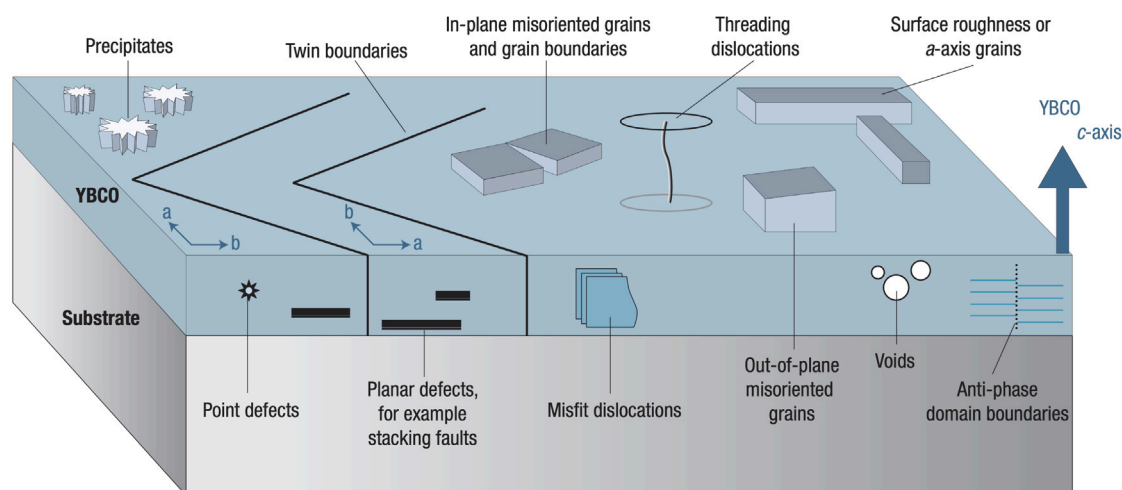 Precipitates
Twin boundaries
In-plane misoriented grains
and grain boundaries
Threading
dislocations
Surface roughness or
a-axis grains
YBCO
c-axis
YBCO
a
b
b
a
Substrate
Point defects
Planar defects,
for example
stacking faults
Misfit dislocations
Out-of-plane
misoriented
grains
Voids
Anti-phase
domain boundaries